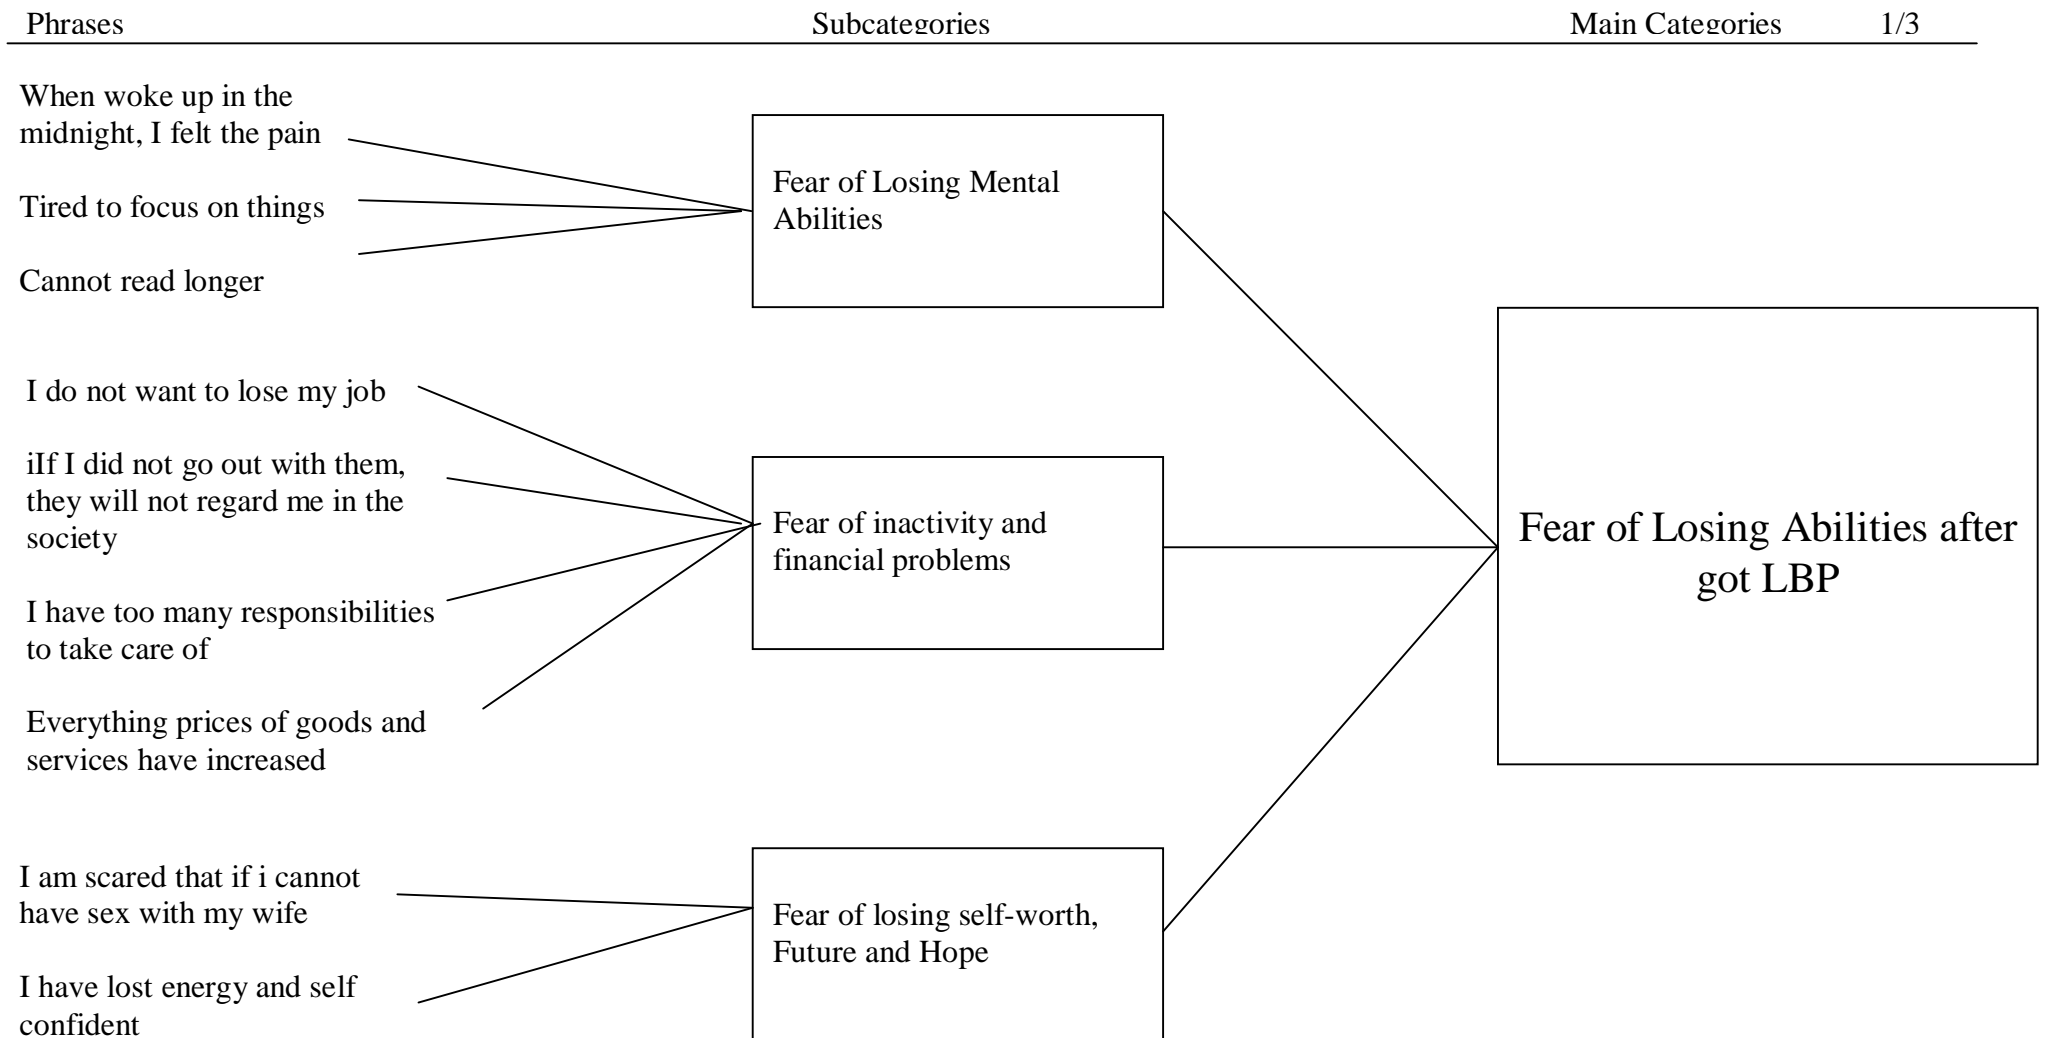 Phrases Subcategories Main Categories 1/3
When woke up in the
midnight, I felt the pain
Tired to focus on things
Cannot read longer
Fear of Losing Mental
Abilities
I do not want to lose my job
iIf I did not go out with them,
they will not regard me in the
society
I have too many responsibilities
to take care of
Everything prices of goods and
services have increased
Fear of inactivity and
financial problems
Fear of Losing Abilities after
got LBP
I am scared that if i cannot
have sex with my wife
I have lost energy and self
confident
Fear of losing self-worth,
Future and Hope